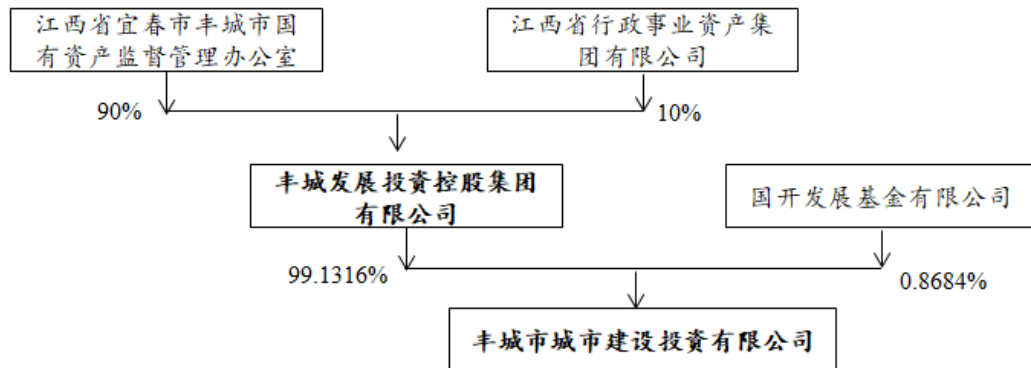 江西省宜春市丰城市国
有资产监督管理办公室
江西省行政事业资产集
团有限公司
90%
10%
丰城发展投资控股集团
有限公司
国开发展基金有限公司
99.1316%
0.8684%
丰城市城市建设投资有限公司